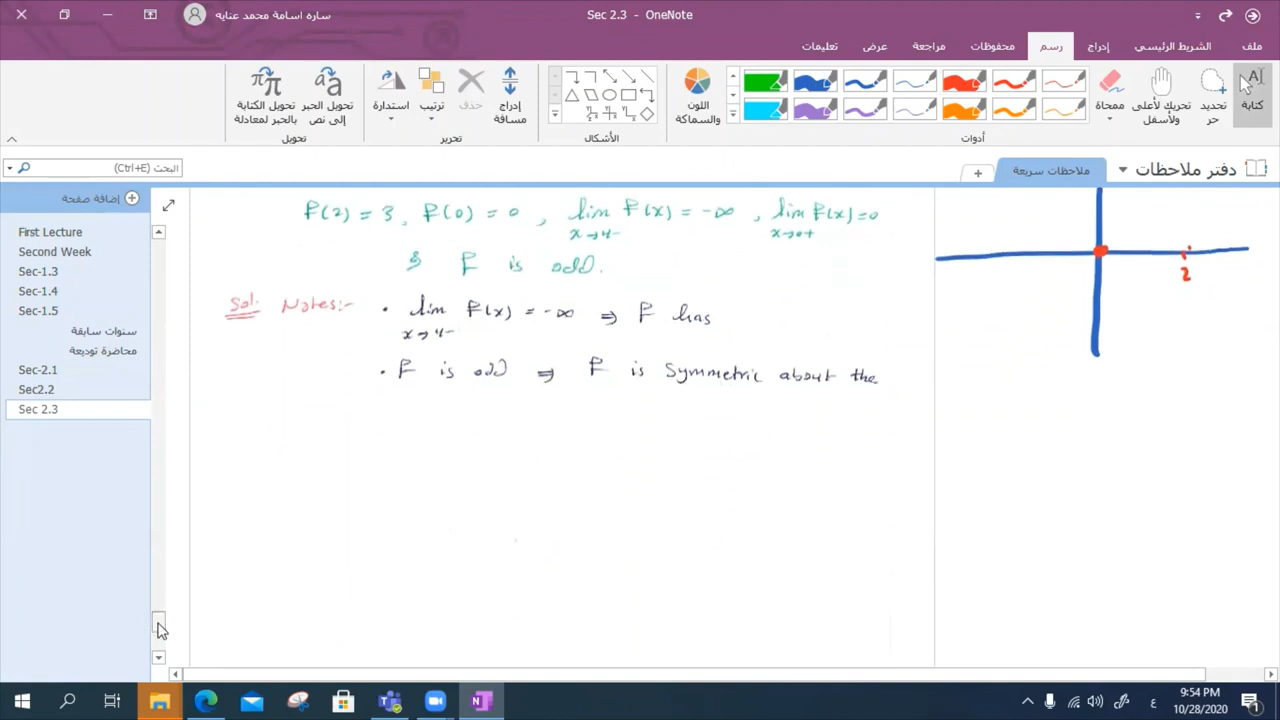 ساره اسامة محمد عنايه
Sec 2.3 - OneNote
ملف
الشريط الرئيسي
إدراج
رسم
محفوظات
مراجعة
عرض
تعليمات
كتابة
تحديد حر
تحريك لأعلى ولأسفل
ممحاة
أدوات
اللون والسماكة
الأشكال
إدراج مسافة
حذف
ترتيب
استدارة
تحرير
تحويل الحبر إلى نص
تحويل الكتابة بالحبر لمعادلة
تحويل
دفتر ملاحظات
ملاحظات سريعة
+
البحث (Ctrl+E)
إضافة صفحة
First Lecture
Second Week
Sec-1.3
Sec-1.4
Sec-1.5
سنوات سابقة
محاضرة توديعة
Sec-2.1
Sec2.2
Sec 2.3
F(2) = 3, F(0) = 0, lim F(x) = -∞, lim F(x) = 0
x→4- x→0+
& F is odd.
Sol. Notes:- • lim F(x) = -∞ ⇒ F has
x→4-
• F is odd ⇒ F is Symmetric about the
2
9:54 PM
10/28/2020
ع
1